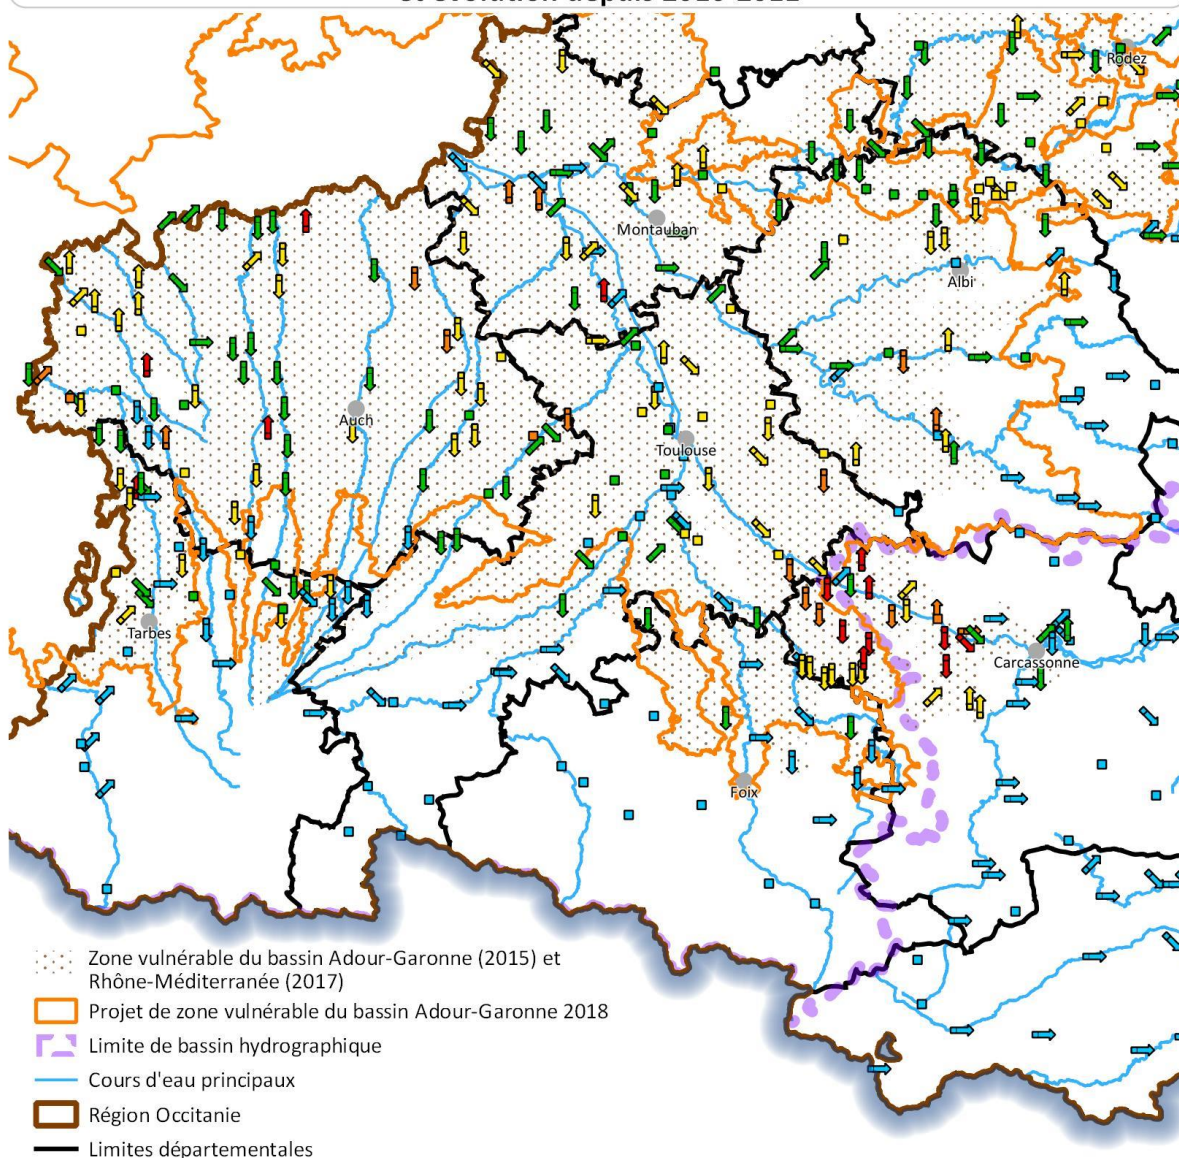 Rodez
Montauban
Albi
Auch
Toulouse
Tarbes
Carcassonne
Foix
Zone vulnérable du bassin Adour-Garonne (2015) et
Rhône-Méditerranée (2017)
Projet de zone vulnérable du bassin Adour-Garonne 2018
Limite de bassin hydrographique
Cours d'eau principaux
Région Occitanie
Limites départementales